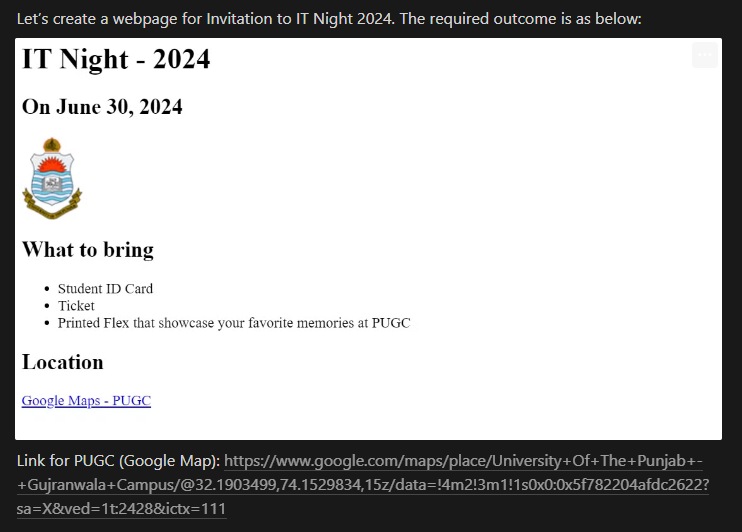 Let's create a webpage for Invitation to IT Night 2024. The required outcome is as below:
IT Night - 2024
On June 30, 2024
What to bring
• Student ID Card
• Ticket
• Printed Flex that showcase your favorite memories at PUGC
Location
Google Maps - PUGC
Link for PUGC (Google Map): https://www.google.com/maps/place/University+Of+The+Punjab+-
+Gujranwala+Campus/@32.1903499,74.1529834,15z/data=!4m2!3m1!1s0x0:0x5f782204afdc2622?
sa=X&ved=1t:2428&ictx=111